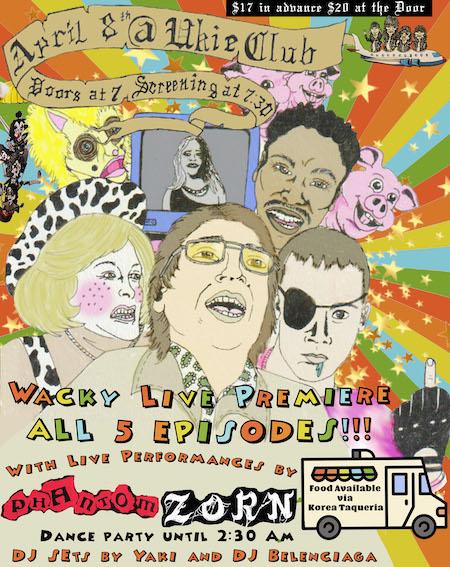 $17 in advance $20 at the Door
April 8th @ Ukie Club
Doors at 7, Screening at 7:30
Wacky Live Premiere
ALL 5 EPISODES!!!
With Live Performances by
PHANTOM ZORN
Food Available
via
Korea Taqueria
Dance party until 2:30 Am
DJ SEts by Yaki and DJ Belenciaga